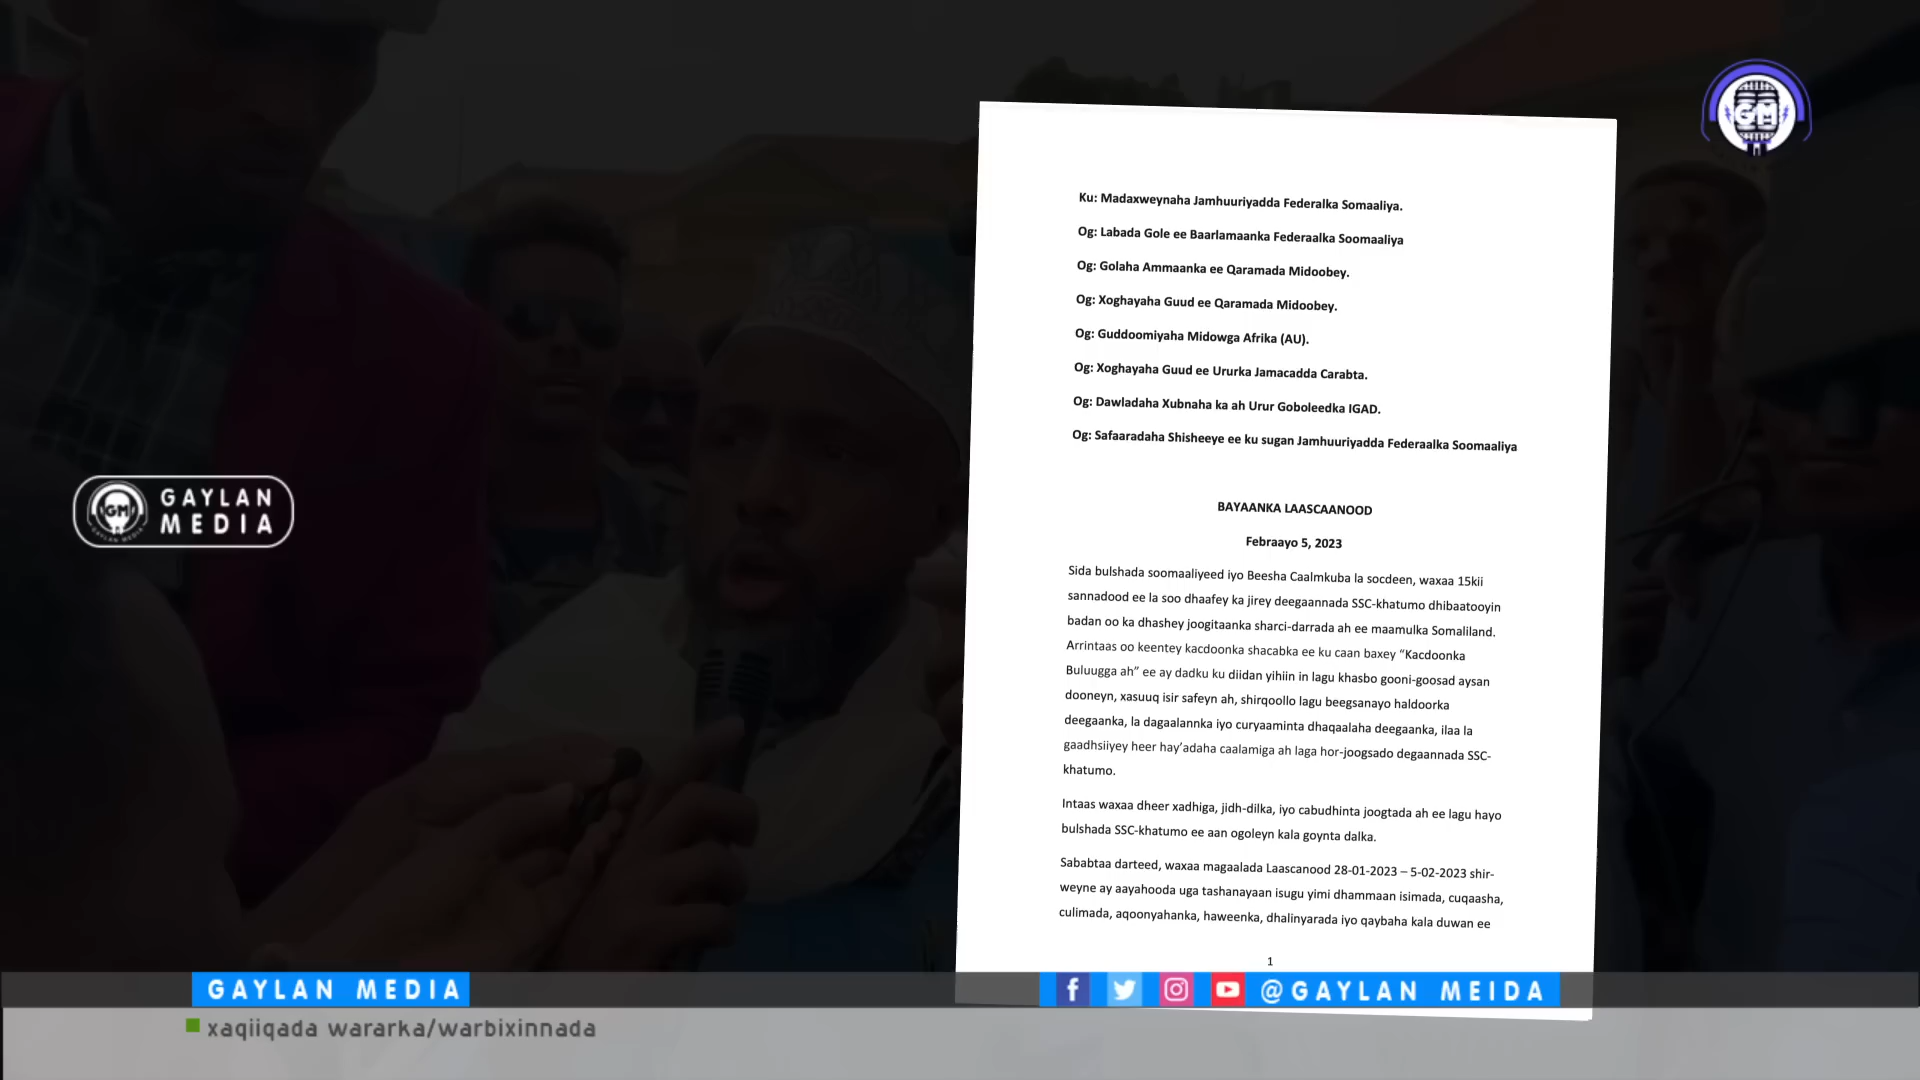 GM
Ku: Madaxweynaha Jamhuuriyadda Federalka Somaaliya.
Og: Labada Gole ee Baarlamaanka Federaalka Soomaaliya
Og: Golaha Ammaanka ee Qaramada Midoobey.
Og: Xoghayaha Guud ee Qaramada Midoobey.
Og: Guddoomiyaha Midowga Afrika (AU).
Og: Xoghayaha Guud ee Ururka Jamacadda Carabta.
Og: Dawladaha Xubnaha ka ah Urur Goboleedka IGAD.
Og: Safaaradaha Shisheeye ee ku sugan Jamhuuriyadda Federaalka Soomaaliya
BAYAANKA LAASCAANOOD
Febraayo 5, 2023
Sida bulshada soomaaliyeed iyo Beesha Caalmkuba la socdeen, waxaa 15kii
sannadood ee la soo dhaafey ka jirey deegaannada SSC-khatumo dhibaatooyin
badan oo ka dhashey joogitaanka sharci-darrada ah ee maamulka Somaliland.
Arrintaas oo keentey kacdoonka shacabka ee ku caan baxey “Kacdoonka
Buluugga ah” ee ay dadku ku diidan yihiin in lagu khasbo gooni-goosad aysan
dooneyn, xasuuq isir safeyn ah, shirqoollo lagu beegsanayo haldoorka
deegaanka, la dagaalannka iyo curyaaminta dhaqaalaha deegaanka, ilaa la
gaadhsiiyey heer hay’adaha caalamiga ah laga hor-joogsado degaannada SSC-
khatumo.
Intaas waxaa dheer xadhiga, jidh-dilka, iyo cabudhinta joogtada ah ee lagu hayo
bulshada SSC-khatumo ee aan ogoleyn kala goynta dalka.
Sababtaa darteed, waxaa magaalada Laascanood 28-01-2023 – 5-02-2023 shir-
weyne ay aayahooda uga tashanayaan isugu yimi dhammaan isimada, cuqaasha,
culimada, aqoonyahanka, haweenka, dhalinyarada iyo qaybaha kala duwan ee
1
GM
GAYLAN
MEDIA
GAYLAN MEDIA
@GAYLAN MEIDA
xaqiiqada wararka/warbixinnada